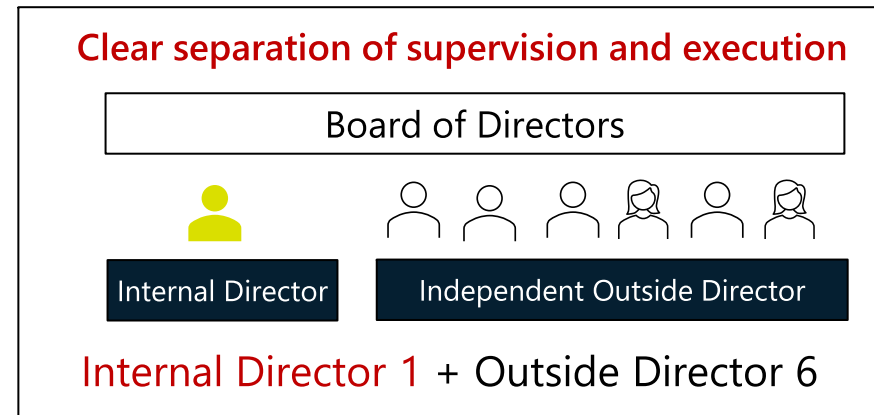 Clear separation of supervision and execution
Board of Directors
Internal Director
Independent Outside Director
Internal Director 1 + Outside Director 6